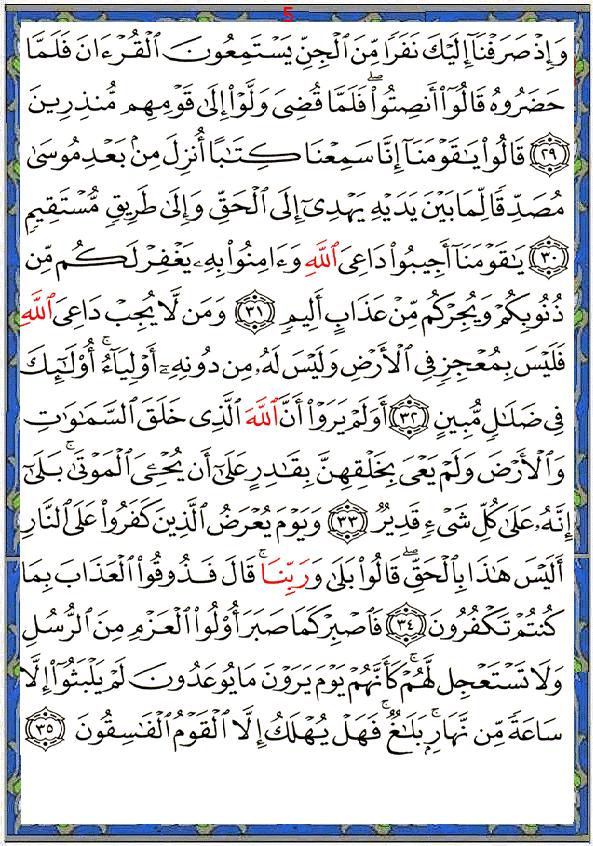 5
وَإِذْ صَرَفْنَآ إِلَيْكَ نَفَرًا مِّنَ ٱلْجِنِّ يَسْتَمِعُونَ ٱلْقُرْءَانَ فَلَمَّا
حَضَرُوهُ قَالُوٓا۟ أَنصِتُوا۟ ۖ فَلَمَّا قُضِىَ وَلَّوْا۟ إِلَىٰ قَوْمِهِم مُّنذِرِينَ
٢٩ قَالُوا۟ يَـٰقَوْمَنَآ إِنَّا سَمِعْنَا كِتَـٰبًا أُنزِلَ مِنۢ بَعْدِ مُوسَىٰ
مُصَدِّقًا لِّمَا بَيْنَ يَدَيْهِ يَهْدِىٓ إِلَى ٱلْحَقِّ وَإِلَىٰ طَرِيقٍ مُّسْتَقِيمٍ
٣٠ يَـٰقَوْمَنَآ أَجِيبُوا۟ دَاعِىَ ٱللَّهِ وَءَامِنُوا۟ بِهِۦ يَغْفِرْ لَكُم مِّن
ذُنُوبِكُمْ وَيُجِرْكُم مِّنْ عَذَابٍ أَلِيمٍ ٣١ وَمَن لَّا يُجِبْ دَاعِىَ ٱللَّهِ
فَلَيْسَ بِمُعْجِزٍ فِى ٱلْأَرْضِ وَلَيْسَ لَهُۥ مِن دُونِهِۦٓ أَوْلِيَآءُ ۚ أُو۟لَـٰٓئِكَ
فِى ضَلَـٰلٍ مُّبِينٍ ٣٢ أَوَلَمْ يَرَوْا۟ أَنَّ ٱللَّهَ ٱلَّذِى خَلَقَ ٱلسَّمَـٰوَٰتِ
وَٱلْأَرْضَ وَلَمْ يَعْىَ بِخَلْقِهِنَّ بِقَـٰدِرٍ عَلَىٰٓ أَن يُحْـِۧىَ ٱلْمَوْتَىٰ ۚ بَلَىٰٓ
إِنَّهُۥ عَلَىٰ كُلِّ شَىْءٍ قَدِيرٌ ٣٣ وَيَوْمَ يُعْرَضُ ٱلَّذِينَ كَفَرُوا۟ عَلَى ٱلنَّارِ
أَلَيْسَ هَـٰذَا بِٱلْحَقِّ ۖ قَالُوا۟ بَلَىٰ وَرَبِّنَا ۚ قَالَ فَذُوقُوا۟ ٱلْعَذَابَ بِمَا
كُنتُمْ تَكْفُرُونَ ٣٤ فَٱصْبِرْ كَمَا صَبَرَ أُو۟لُوا۟ ٱلْعَزْمِ مِنَ ٱلرُّسُلِ
وَلَا تَسْتَعْجِل لَّهُمْ ۚ كَأَنَّهُمْ يَوْمَ يَرَوْنَ مَا يُوعَدُونَ لَمْ يَلْبَثُوٓا۟ إِلَّا
سَاعَةً مِّن نَّهَارٍۭ ۚ بَلَـٰغٌ ۚ فَهَلْ يُهْلَكُ إِلَّا ٱلْقَوْمُ ٱلْفَـٰسِقُونَ ٣٥